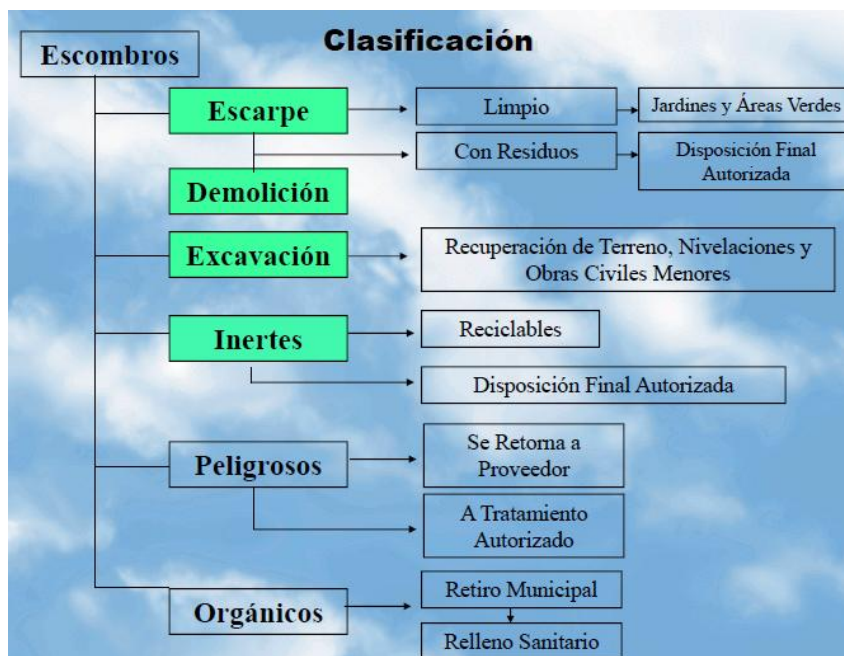 Clasificación
Escombros
Escarpe
Limpio
Jardines y Áreas Verdes
Con Residuos
Disposición Final
Autorizada
Demolición
Excavación
Recuperación de Terreno, Nivelaciones y
Obras Civiles Menores
Inertes
Reciclables
Disposición Final Autorizada
Peligrosos
Se Retorna a
Proveedor
A Tratamiento
Autorizado
Orgánicos
Retiro Municipal
Relleno Sanitario